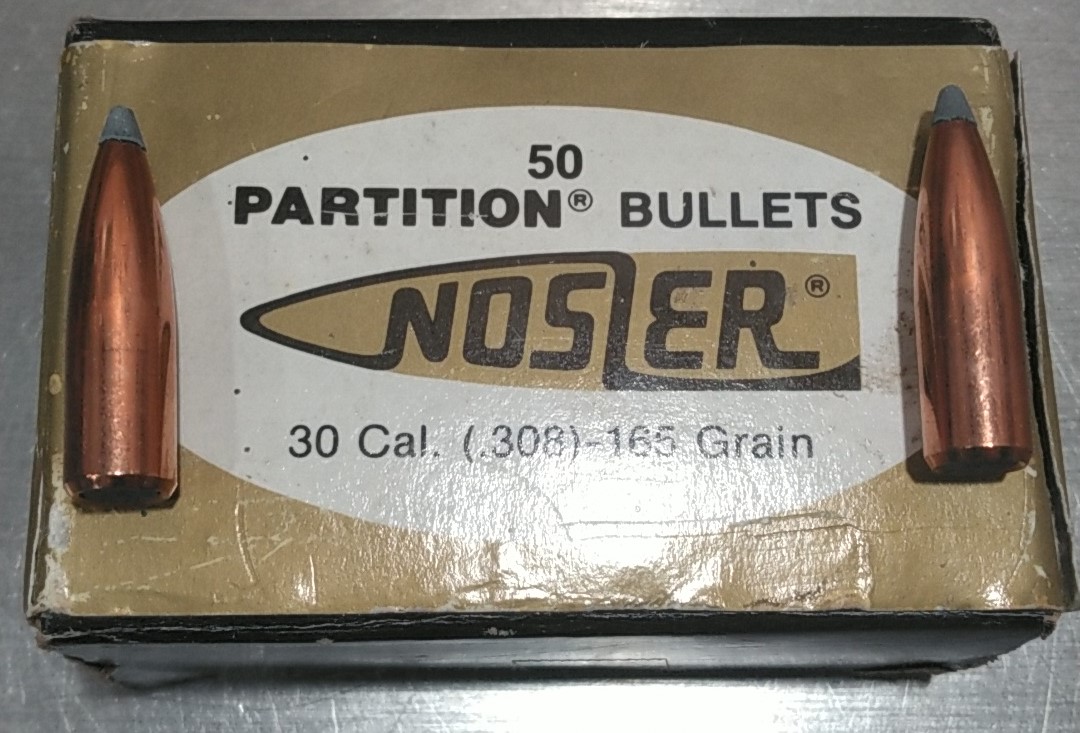 50
PARTITION® BULLETS
NOSLER®
30 Cal. (.308)-165 Grain